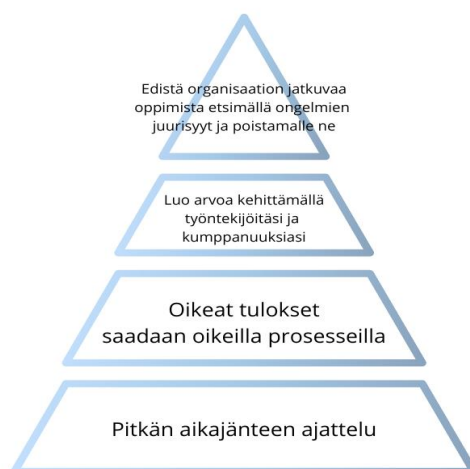 Edistä organisaation jatkuvaa
oppimista etsimällä ongelmien
juurisyyt ja poistamalle ne
Luo arvoa kehittämällä
työntekijöitäsi ja
kumppanuuksiasi
Oikeat tulokset
saadaan oikeilla prosesseilla
Pitkän aikajänteen ajattelu